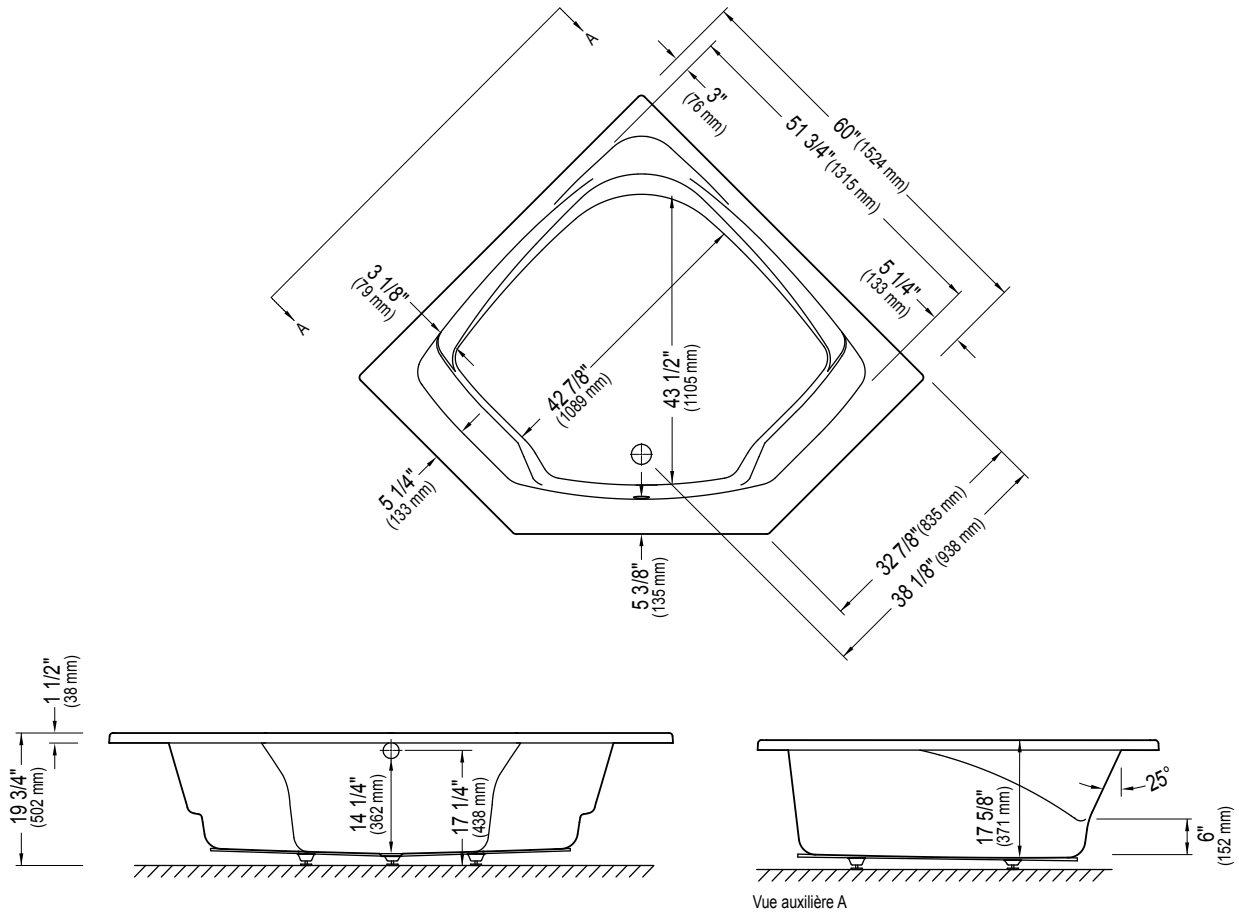 A
A
3"
(76 mm)
60" (1524 mm)
51 3/4" (1315 mm)
5 1/4"
(133 mm)
3 1/8"
(79 mm)
42 7/8"
(1089 mm)
43 1/2"
(1105 mm)
5 1/4"
(133 mm)
5 3/8"
(135 mm)
32 7/8" (835 mm)
38 1/8" (938 mm)
1 1/2"
(38 mm)
19 3/4"
(502 mm)
14 1/4"
(362 mm)
17 1/4"
(438 mm)
17 5/8"
(371 mm)
25°
6"
(152 mm)
Vue auxilière A